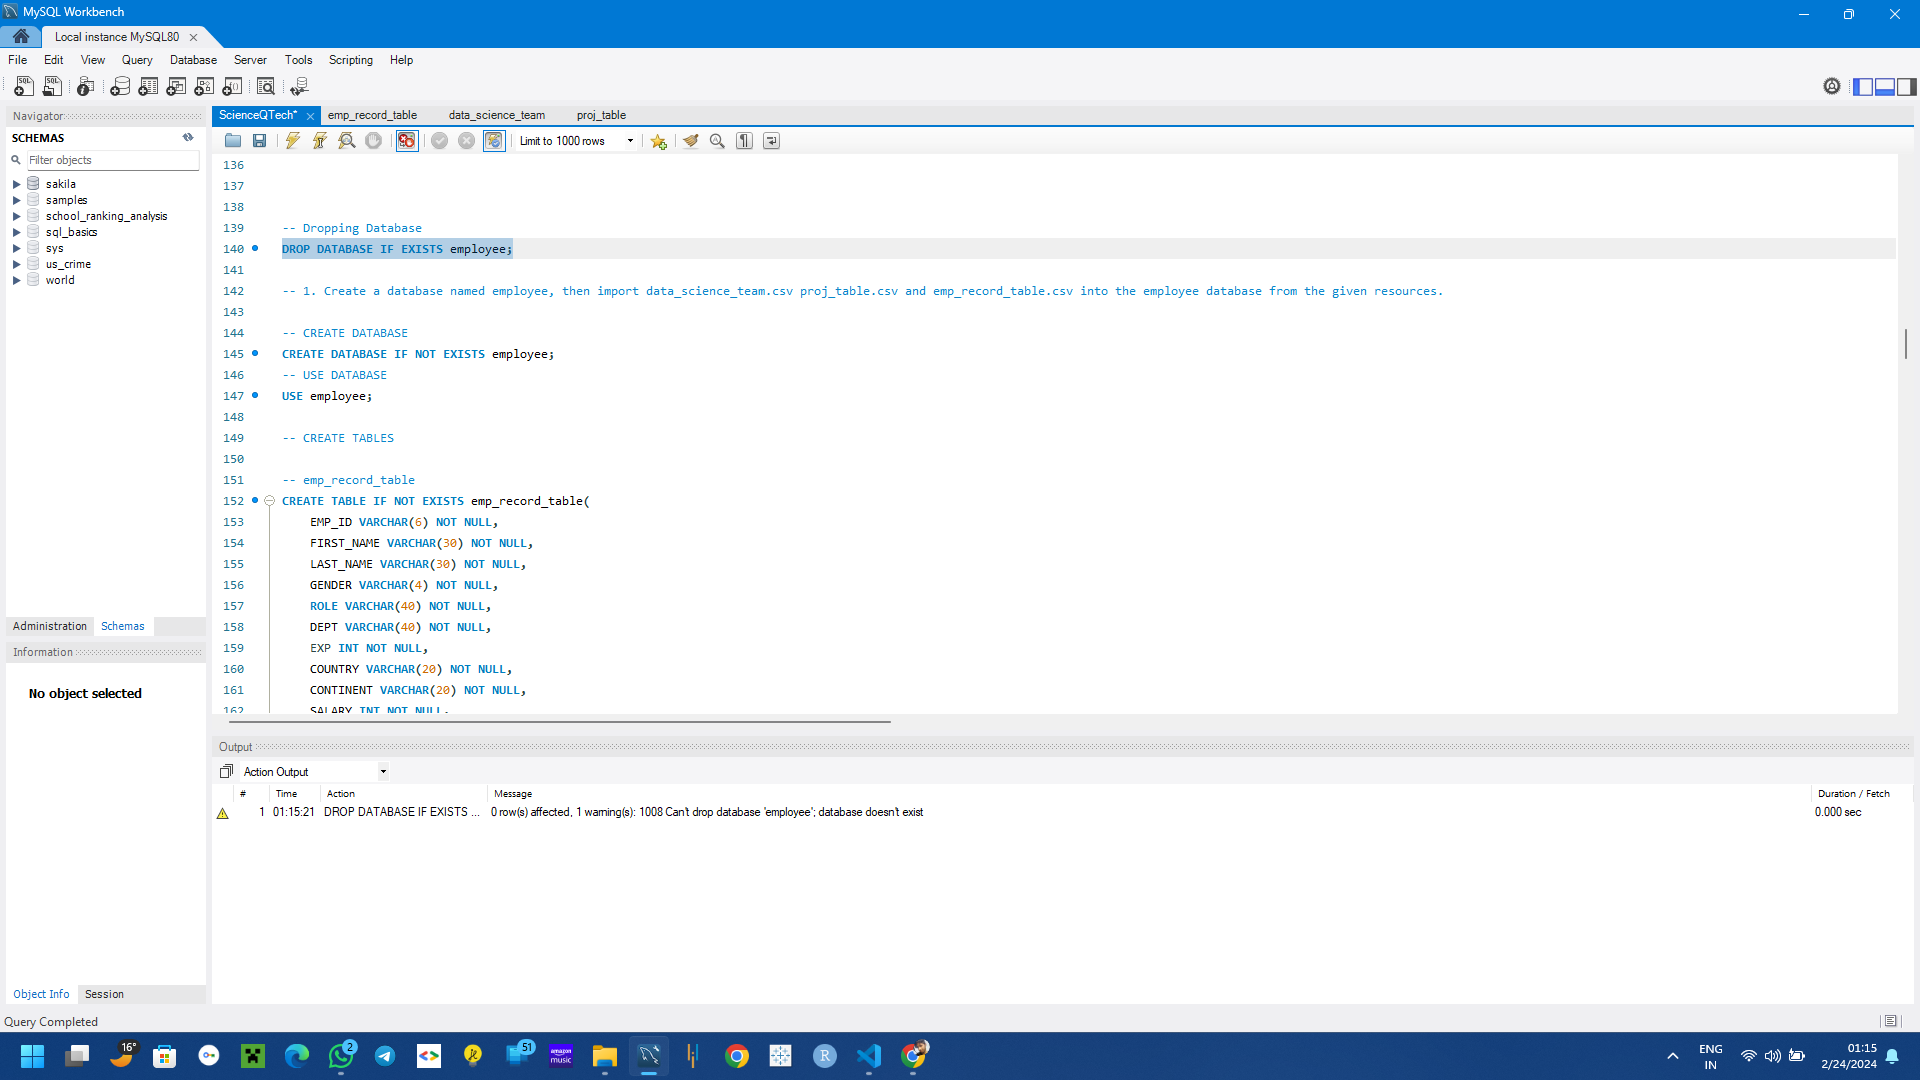 MySQL Workbench
Local instance MySQL80
File Edit View Query Database Server Tools Scripting Help
Navigator
SCHEMAS
Filter objects
sakila
samples
school_ranking_analysis
sql_basics
sys
us_crime
world
Administration Schemas
Information
No object selected
Object Info Session
ScienceQTech* emp_record_table data_science_team proj_table
Limit to 1000 rows
136
137
138
139 -- Dropping Database
140 DROP DATABASE IF EXISTS employee;
141
142 -- 1. Create a database named employee, then import data_science_team.csv proj_table.csv and emp_record_table.csv into the employee database from the given resources.
143
144 -- CREATE DATABASE
145 CREATE DATABASE IF NOT EXISTS employee;
146 -- USE DATABASE
147 USE employee;
148
149 -- CREATE TABLES
150
151 -- emp_record_table
152 CREATE TABLE IF NOT EXISTS emp_record_table(
153 EMP_ID VARCHAR(6) NOT NULL,
154 FIRST_NAME VARCHAR(30) NOT NULL,
155 LAST_NAME VARCHAR(30) NOT NULL,
156 GENDER VARCHAR(4) NOT NULL,
157 ROLE VARCHAR(40) NOT NULL,
158 DEPT VARCHAR(40) NOT NULL,
159 EXP INT NOT NULL,
160 COUNTRY VARCHAR(20) NOT NULL,
161 CONTINENT VARCHAR(20) NOT NULL,
162 SALARY INT NOT NULL,
Output
Action Output
# Time Action Message Duration / Fetch
1 01:15:21 DROP DATABASE IF EXISTS ... 0 row(s) affected, 1 warning(s): 1008 Can't drop database 'employee'; database doesn't exist 0.000 sec
Query Completed
16°
2
51
amazon music
R
ENG
IN
01:15
2/24/2024